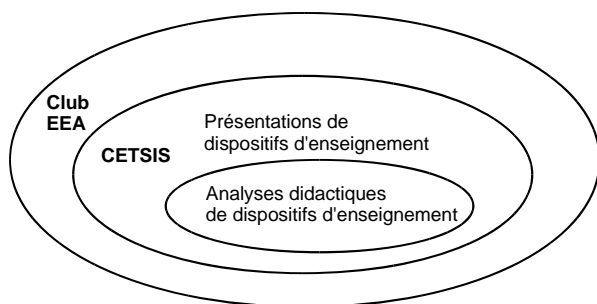 Club
EEA
CETSIS
Présentations de
dispositifs d'enseignement
Analyses didactiques
de dispositifs d'enseignement